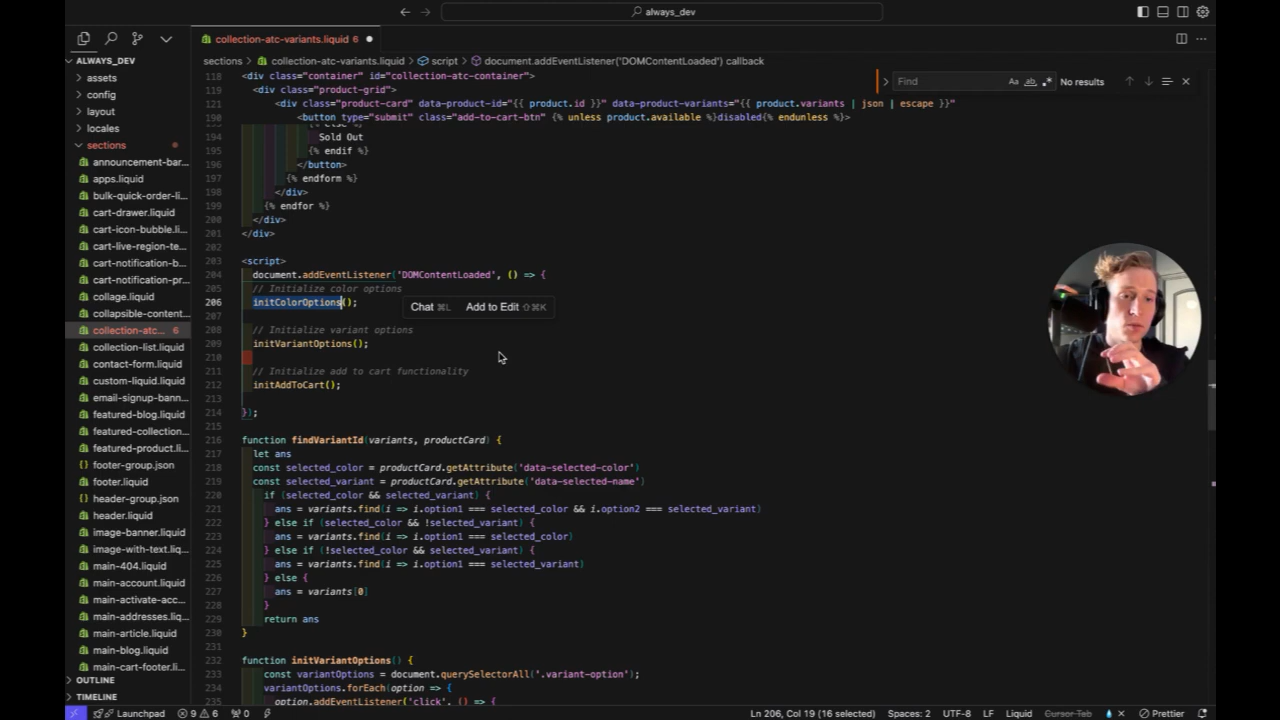 always_dev
collection-atc-variants.liquid 6
ALWAYS_DEV
assets
config
layout
locales
sections
announcement-bar...
apps.liquid
bulk-quick-order-li...
cart-drawer.liquid
cart-icon-bubble.liquid
cart-live-region-te...
cart-notification-b...
cart-notification-pr...
collage.liquid
collapsible-content...
collection-atc... 6
collection-list.liquid
contact-form.liquid
custom-liquid.liquid
email-signup-bann...
featured-blog.liquid
featured-collection...
featured-product.li...
footer-group.json
footer.liquid
header-group.json
header.liquid
image-banner.liquid
image-with-text.liq...
main-404.liquid
main-account.liquid
main-activate-acc...
main-addresses.liq...
main-article.liquid
main-blog.liquid
main-cart-footer.li...
OUTLINE
TIMELINE
sections > collection-atc-variants.liquid > script > document.addEventListener('DOMContentLoaded') callback
Find Aa ab No results
118 <div class="container" id="collection-atc-container">
119 <div class="product-grid">
121 <div class="product-card" data-product-id="{{ product.id }}" data-product-variants="{{ product.variants | json | escape }}"
190 <button type="submit" class="add-to-cart-btn" {% unless product.available %}disabled{% endunless %}>
193 {% else %}
194 Sold Out
195 {% endif %}
196 </button>
197 {% endform %}
198 </div>
199 {% endfor %}
200 </div>
201 </div>
202
203 <script>
204 document.addEventListener('DOMContentLoaded', () => {
205 // Initialize color options
206 initColorOptions();
Chat ⌘L Add to Edit ⇧⌘K
207
208 // Initialize variant options
209 initVariantOptions();
210
211 // Initialize add to cart functionality
212 initAddToCart();
213
214 });
215
216 function findVariantId(variants, productCard) {
217 let ans
218 const selected_color = productCard.getAttribute('data-selected-color')
219 const selected_variant = productCard.getAttribute('data-selected-name')
220 if (selected_color && selected_variant) {
221 ans = variants.find(i => i.option1 === selected_color && i.option2 === selected_variant)
222 } else if (selected_color && !selected_variant) {
223 ans = variants.find(i => i.option1 === selected_color)
224 } else if (!selected_color && selected_variant) {
225 ans = variants.find(i => i.option1 === selected_variant)
226 } else {
227 ans = variants[0]
228 }
229 return ans
230 }
231
232 function initVariantOptions() {
233 const variantOptions = document.querySelectorAll('.variant-option');
234 variantOptions.forEach(option => {
235 option.addEventListener('click', () => {
Launchpad 9 6 0 Ln 206, Col 19 (16 selected) Spaces: 2 UTF-8 LF Liquid Cursor Tab Prettier